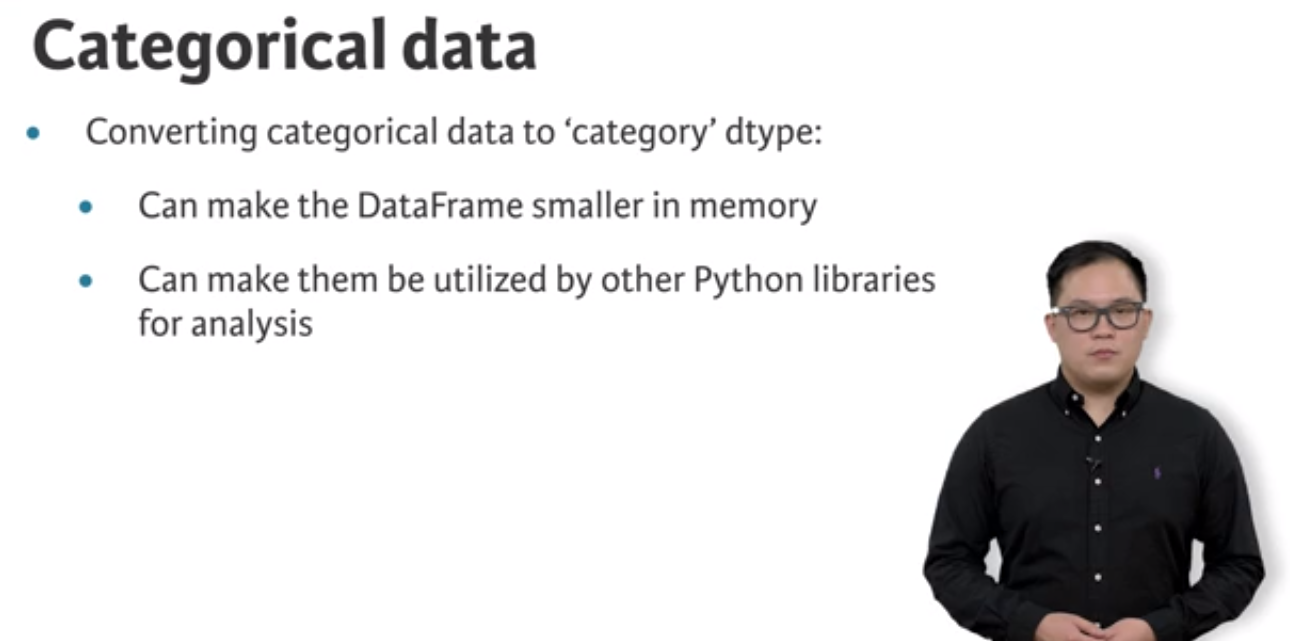 Categorical data
• Converting categorical data to ‘category’ dtype:
• Can make the DataFrame smaller in memory
• Can make them be utilized by other Python libraries
for analysis